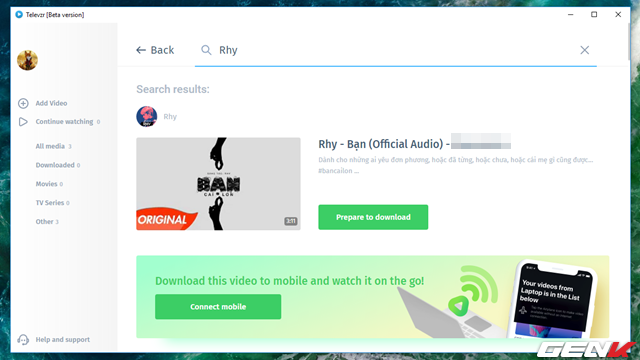 Televzr [Beta version]
Back
Rhy
Add Video
Continue watching 0
All media 3
Downloaded 0
Movies 0
TV Series 0
Other 3
Help and support
Search results:
Rhy
BẠN
CÁI LỒN
ORIGINAL
3:11
Rhy - Bạn (Official Audio) -
Dành cho những ai yêu đơn phương, hoặc đã từng, hoặc chưa, hoặc cái mẹ gì cũng được...
#bancailon ...
Prepare to download
Download this video to mobile and watch it on the go!
Connect mobile
Your videos from
Laptop is in the List
below
GENK